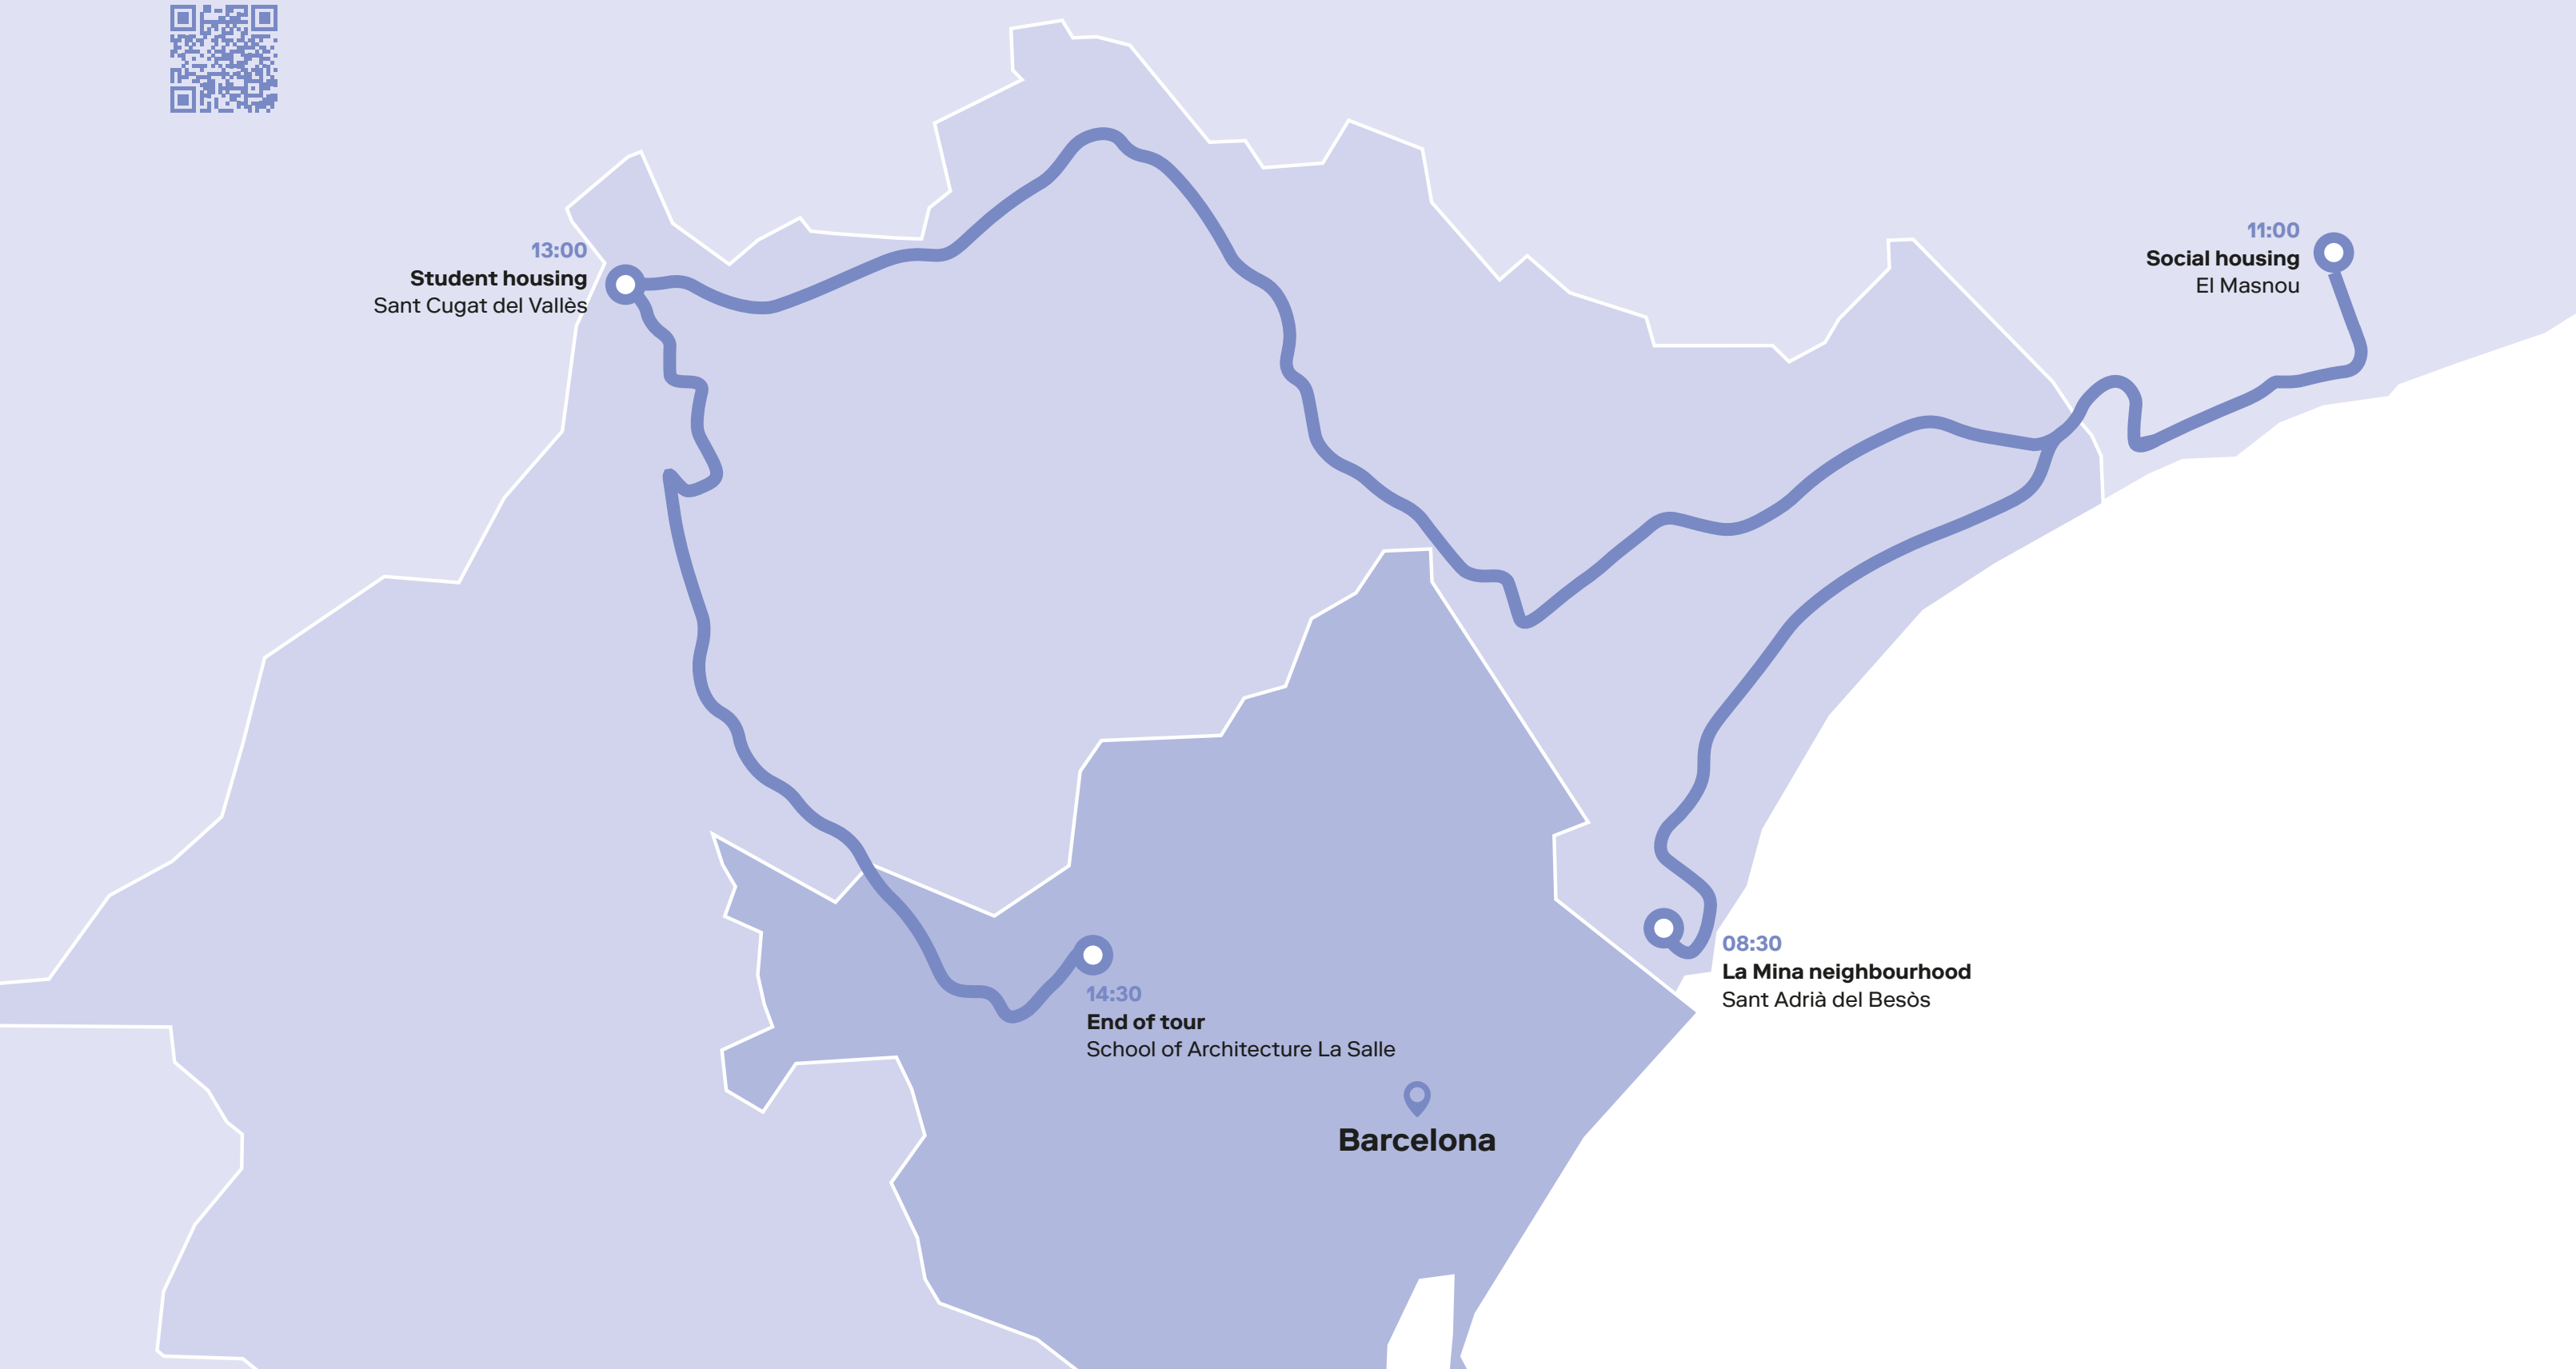 11:00
Social housing
El Masnou
13:00
Student housing
Sant Cugat del Vallès
08:30
La Mina neighbourhood
Sant Adrià del Besòs
14:30
End of tour
School of Architecture La Salle
Barcelona